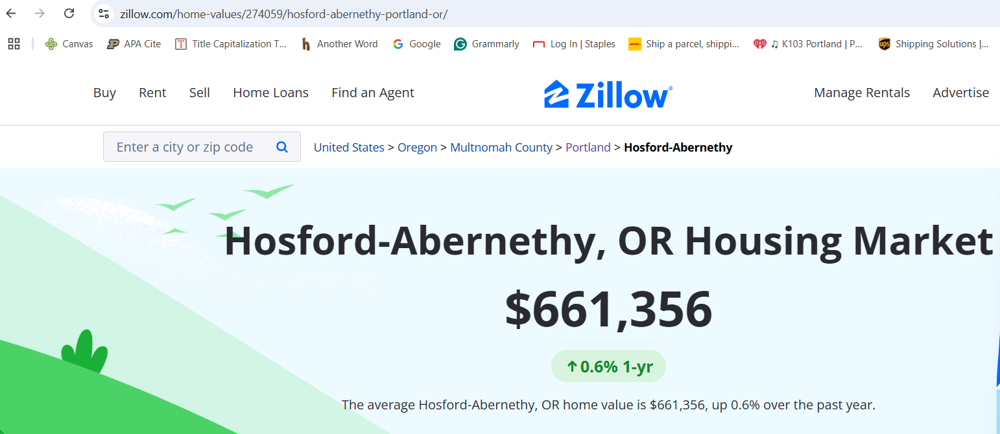 zillow.com/home-values/274059/hosford-abernethy-portland-or/
Canvas APA Cite Title Capitalization T... Another Word Google Grammarly Log In | Staples Ship a parcel, shippi... ♫ K103 Portland | P... Shipping Solutions |...
Buy Rent Sell Home Loans Find an Agent Zillow® Manage Rentals Advertise
Enter a city or zip code United States > Oregon > Multnomah County > Portland > Hosford-Abernethy
Hosford-Abernethy, OR Housing Market
$661,356
↑ 0.6% 1-yr
The average Hosford-Abernethy, OR home value is $661,356, up 0.6% over the past year.